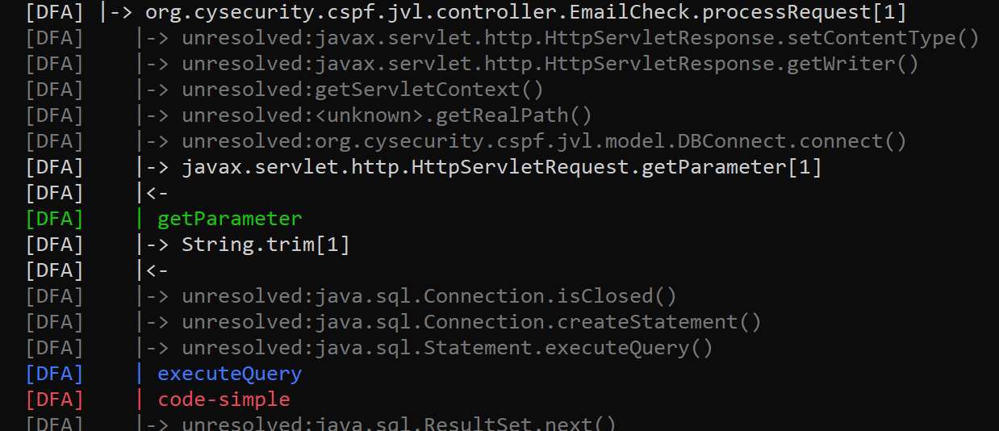 [DFA] |-> org.cysecurity.cspf.jvl.controller.EmailCheck.processRequest[1]
[DFA]    |-> unresolved:javax.servlet.http.HttpServletResponse.setContentType()
[DFA]    |-> unresolved:javax.servlet.http.HttpServletResponse.getWriter()
[DFA]    |-> unresolved:getServletContext()
[DFA]    |-> unresolved:<unknown>.getRealPath()
[DFA]    |-> unresolved:org.cysecurity.cspf.jvl.model.DBConnect.connect()
[DFA]    |-> javax.servlet.http.HttpServletRequest.getParameter[1]
[DFA]    |<-
[DFA]    | getParameter
[DFA]    |-> String.trim[1]
[DFA]    |<-
[DFA]    |-> unresolved:java.sql.Connection.isClosed()
[DFA]    |-> unresolved:java.sql.Connection.createStatement()
[DFA]    |-> unresolved:java.sql.Statement.executeQuery()
[DFA]    | executeQuery
[DFA]    | code-simple
[DFA]    |-> unresolved:java.sql.ResultSet.next()